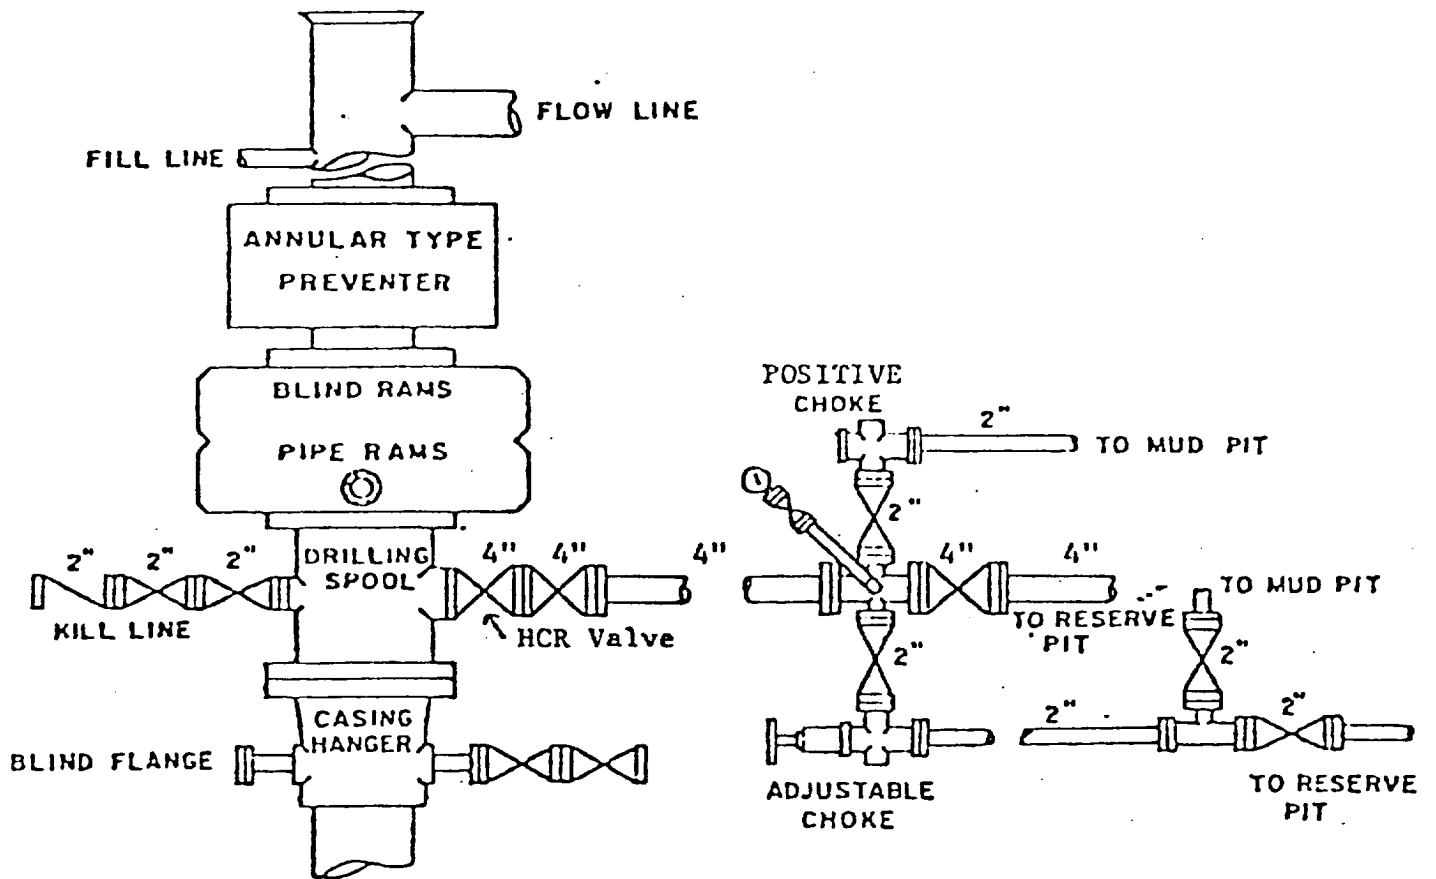 FLOW LINE
FILL LINE
ANNULAR TYPE
PREVENTER
BLIND RAMS
PIPE RAMS
DRILLING
SPOOL
2" 2" 2"
4" 4" 4"
KILL LINE
HCR Valve
CASING
HANGER
BLIND FLANGE
POSITIVE
CHOKE
2"
TO MUD PIT
2"
4" 4"
TO RESERVE
PIT
2"
ADJUSTABLE
CHOKE
TO MUD PIT
2"
2" 2"
TO RESERVE
PIT